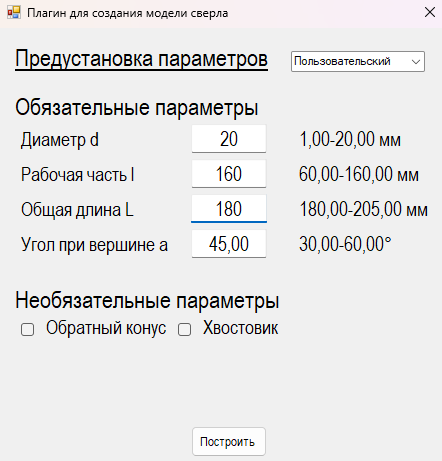 Плагин для создания модели сверла
Предустановка параметров Пользовательский
Обязательные параметры
Диаметр d 20 1,00-20,00 мм
Рабочая часть l 160 60,00-160,00 мм
Общая длина L 180 180,00-205,00 мм
Угол при вершине a 45,00 30,00-60,00°
Необязательные параметры
Обратный конус Хвостовик
Построить